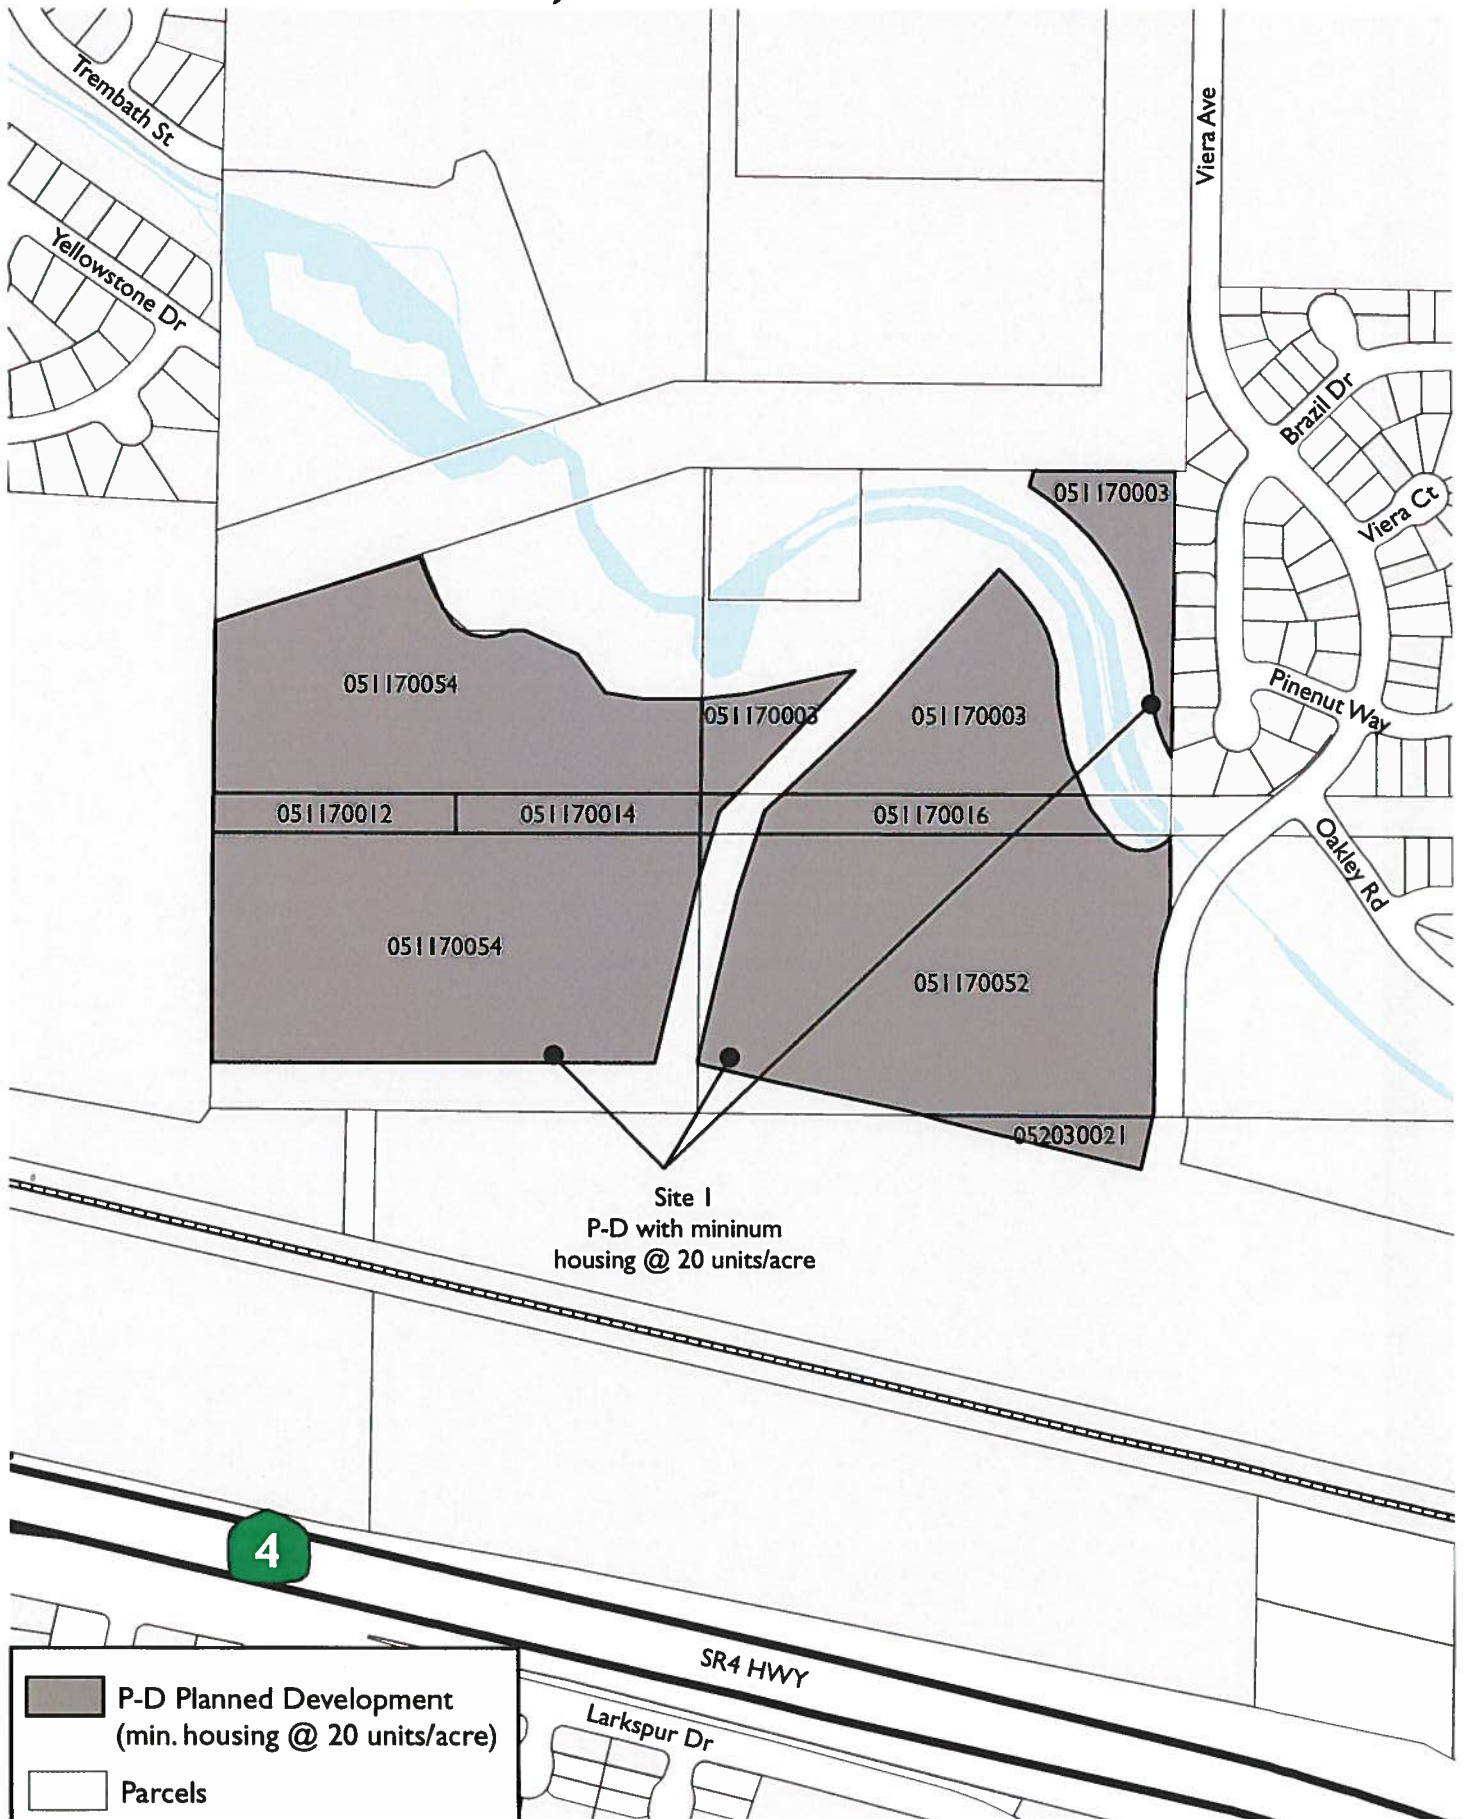 Trembath St
Viera Ave
Yellowstone Dr
Brazil Dr
051170003
Viera Ct
051170054
051170003
051170003
Pinenut Way
051170012
051170014
051170016
Oakley Rd
051170054
051170052
052030021
Site 1
P-D with mininum
housing @ 20 units/acre
4
SR4 HWY
P-D Planned Development
(min. housing @ 20 units/acre)
Larkspur Dr
Parcels